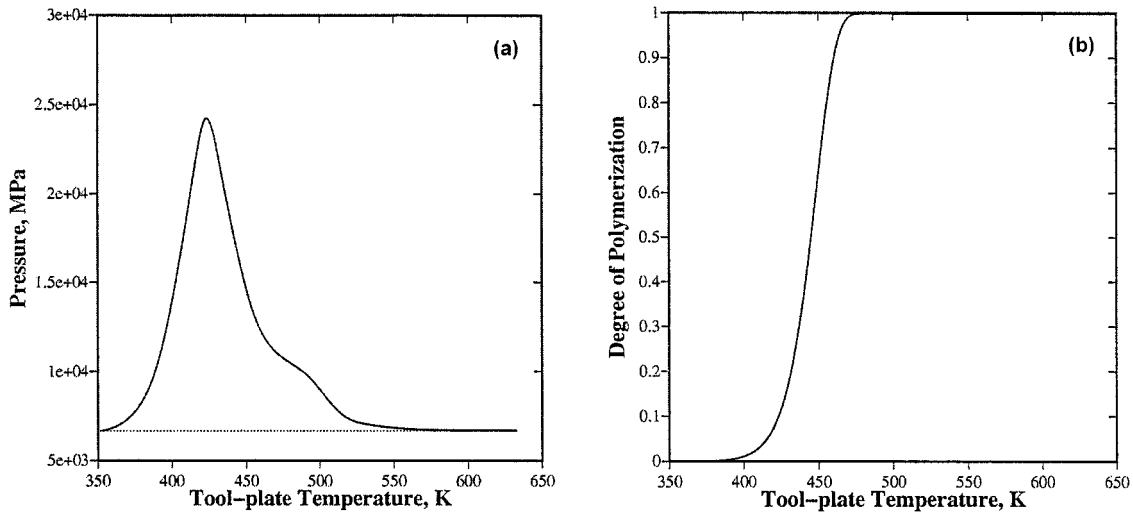 (a)
3e+04
2.5e+04
2e+04
1.5e+04
1e+04
5e+03
Pressure, MPa
350 400 450 500 550 600 650
Tool-plate Temperature, K
(b)
1
0.9
0.8
0.7
0.6
0.5
0.4
0.3
0.2
0.1
0
Degree of Polymerization
350 400 450 500 550 600 650
Tool-plate Temperature, K